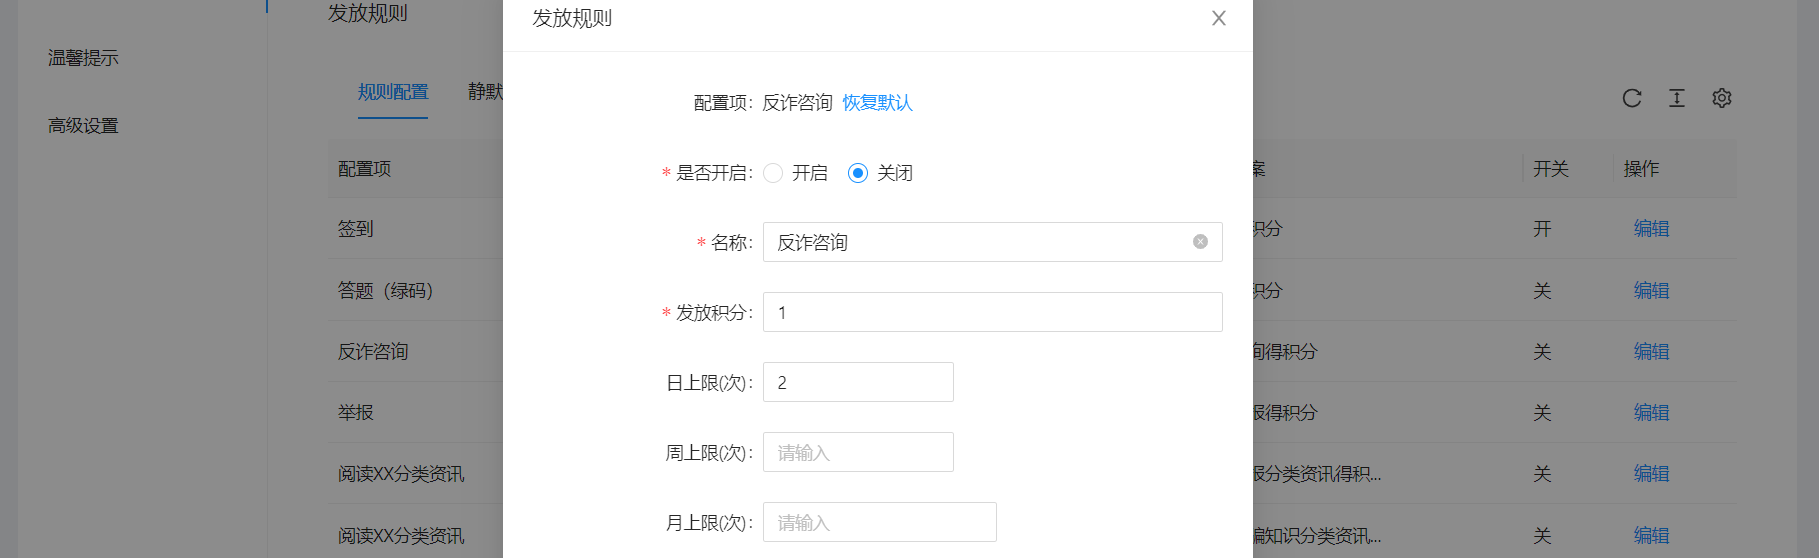 发放规则
温馨提示
高级设置
规则配置 静默
配置项 案 开关 操作
签到 积分 开 编辑
答题（绿码） 积分 关 编辑
反诈咨询 询得积分 关 编辑
举报 报得积分 关 编辑
阅读XX分类资讯 报分类资讯得积... 关 编辑
阅读XX分类资讯 编知识分类资讯... 关 编辑
发放规则
配置项: 反诈咨询 恢复默认
* 是否开启: 开启 关闭
* 名称: 反诈咨询
* 发放积分: 1
日上限(次): 2
周上限(次): 请输入
月上限(次): 请输入